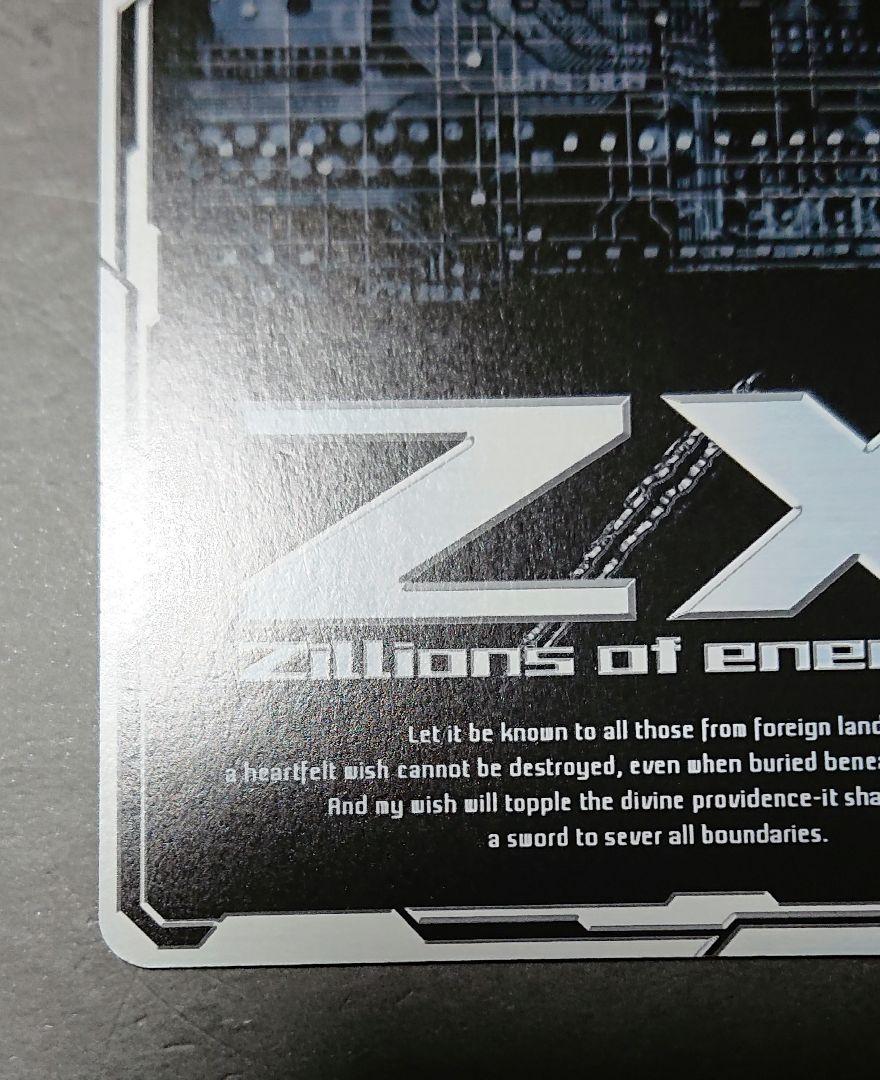 ZX
Zillions of ene
Let it be known to all those from foreign land
a heartfelt wish cannot be destroyed, even when buried bene
And my wish will topple the divine providence-it sha
a sword to sever all boundaries.